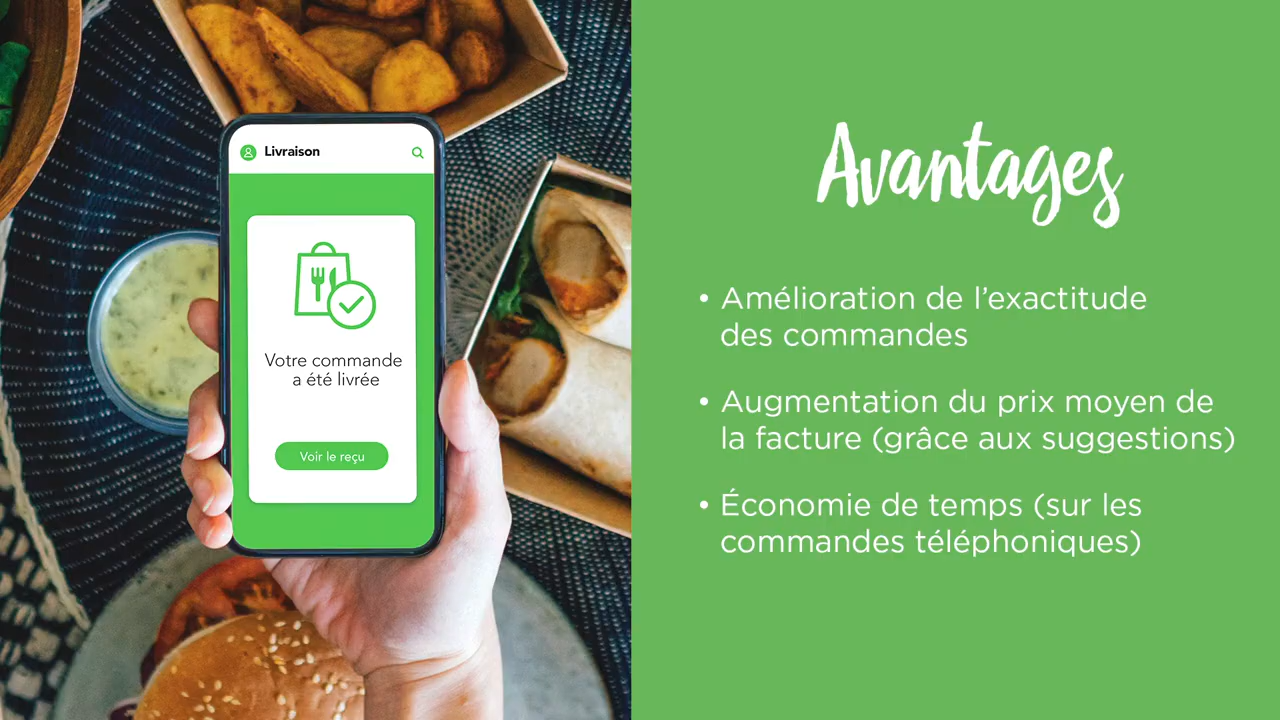 Livraison
Votre commande
a été livrée
Voir le reçu
Avantages
• Amélioration de l’exactitude
des commandes
• Augmentation du prix moyen de
la facture (grâce aux suggestions)
• Économie de temps (sur les
commandes téléphoniques)